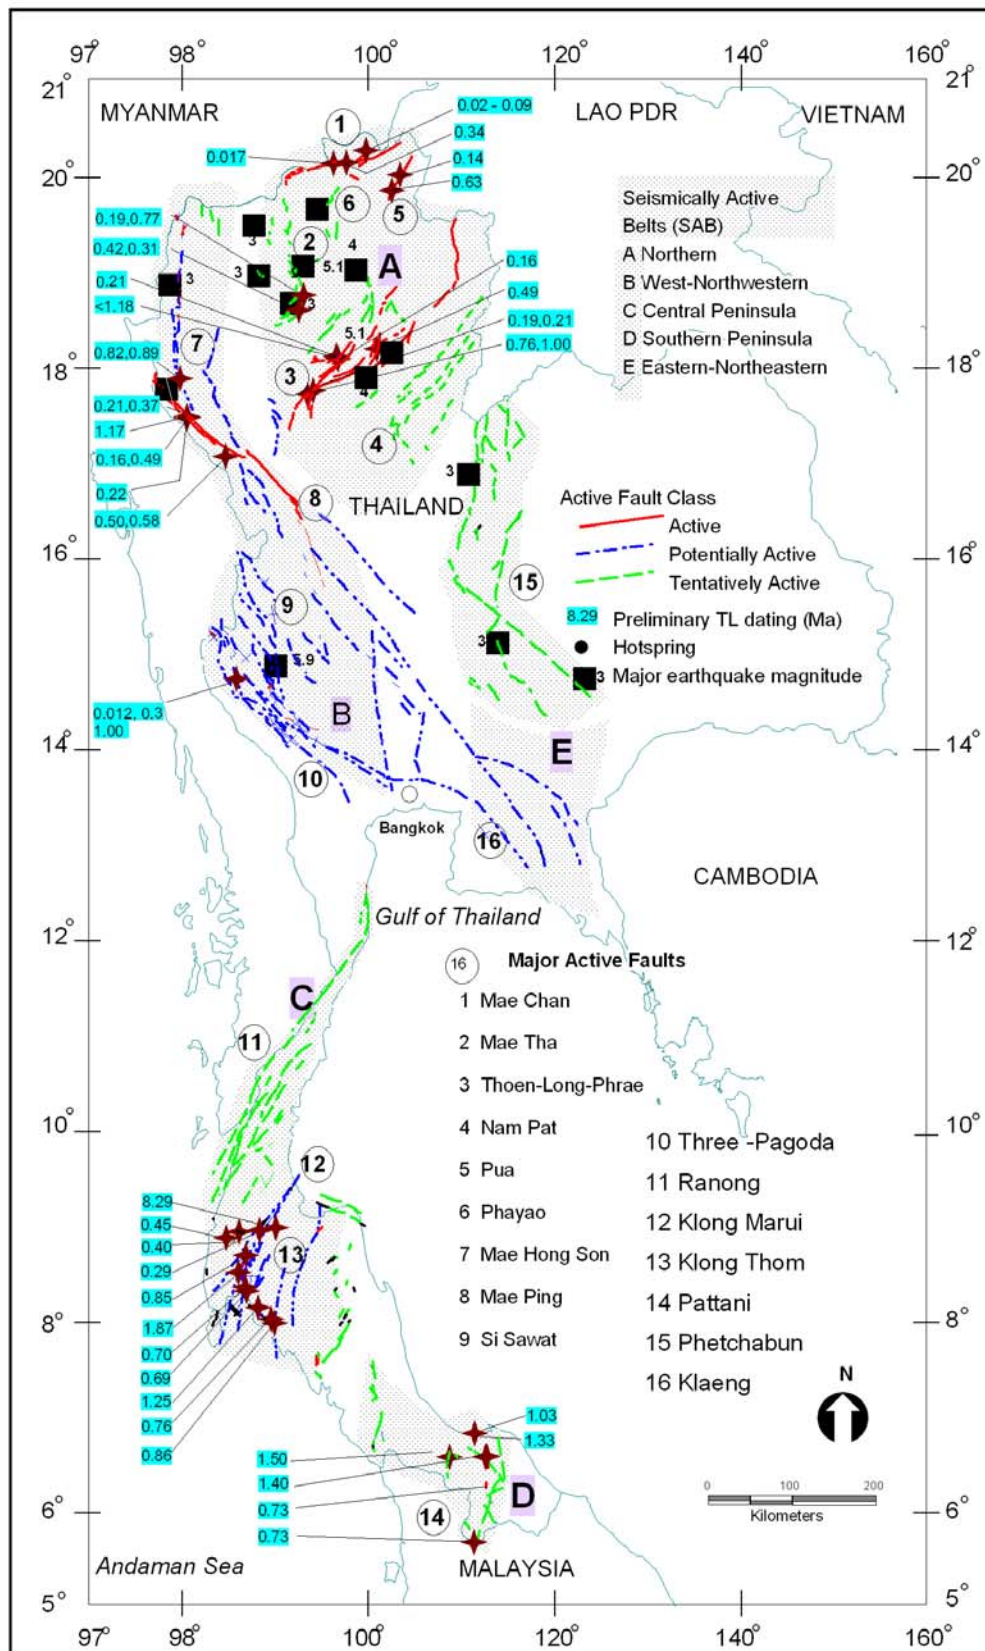 97° 98° 100° 120° 140° 160°
21° 21°
MYANMAR LAO PDR VIETNAM
1
0.02 - 0.09
0.34
0.017
0.14
20° 20°
0.63
6
5
Seismically Active
Belts (SAB)
A Northern
B West-Northwestern
C Central Peninsula
D Southern Peninsula
E Eastern-Northeastern
0.19,0.77
0.42,0.31
0.21
<1.18
3
2
4
5.1
A
3
3
3
0.16
0.49
0.19,0.21
0.76,1.00
5.1
7
18° 18°
0.82,0.89
3
4
0.21,0.37
1.17
0.16,0.49
0.22
0.50,0.58
4
3
8
THAILAND
Active Fault Class
Active
Potentially Active
Tentatively Active
8.29 Preliminary TL dating (Ma)
Hotspring
3 Major earthquake magnitude
16° 16°
15
9
3
5.9
0.012, 0.3
1.00
B
14° 14°
E
10
Bangkok
16
CAMBODIA
Gulf of Thailand
12° 12°
16 Major Active Faults
C
1 Mae Chan
11
2 Mae Tha
3 Thoen-Long-Phrae
10° 10°
4 Nam Pat
5 Pua
6 Phayao
7 Mae Hong Son
8 Mae Ping
9 Si Sawat
10 Three -Pagoda
11 Ranong
12 Klong Marui
13 Klong Thom
14 Pattani
15 Phetchabun
16 Klaeng
12
8.29
0.45
0.40
13
0.29
0.85
1.87
8° 8°
0.70
0.69
1.25
0.76
0.86
N
1.03
1.33
1.50
1.40
0.73
D
0 100 200
Kilometers
6° 6°
14
0.73
Andaman Sea
MALAYSIA
5° 5°
97° 98° 100° 120° 140° 160°